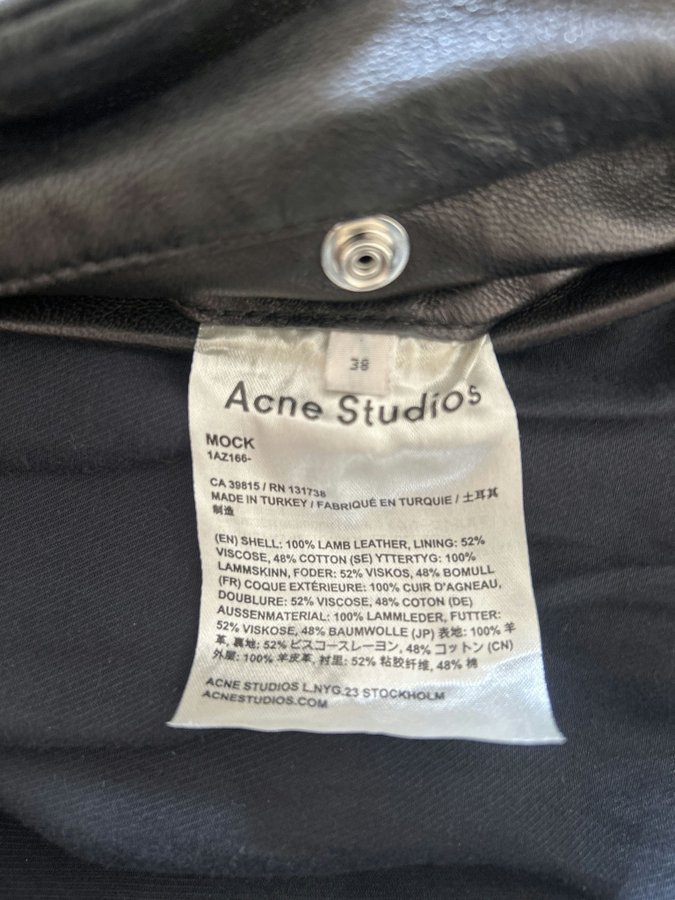 38
Acne Studios
MOCK
1AZ166-
CA 39815 / RN 131738
MADE IN TURKEY / FABRIQUÉ EN TURQUIE / 土耳其
制造
(EN) SHELL: 100% LAMB LEATHER, LINING: 52%
VISCOSE, 48% COTTON (SE) YTTERTYG: 100%
LAMMSKINN, FODER: 52% VISKOS, 48% BOMULL
(FR) COQUE EXTÉRIEURE: 100% CUIR D'AGNEAU,
DOUBLURE: 52% VISCOSE, 48% COTON (DE)
AUSSENMATERIAL: 100% LAMMLEDER, FUTTER:
52% VISKOSE, 48% BAUMWOLLE (JP) 表地: 100% 羊
革, 裏地: 52% ビスコースレーヨン, 48% コットン (CN)
外层: 100% 羊皮革, 衬里: 52% 粘胶纤维, 48% 棉
ACNE STUDIOS L.NYG.23 STOCKHOLM
ACNESTUDIOS.COM